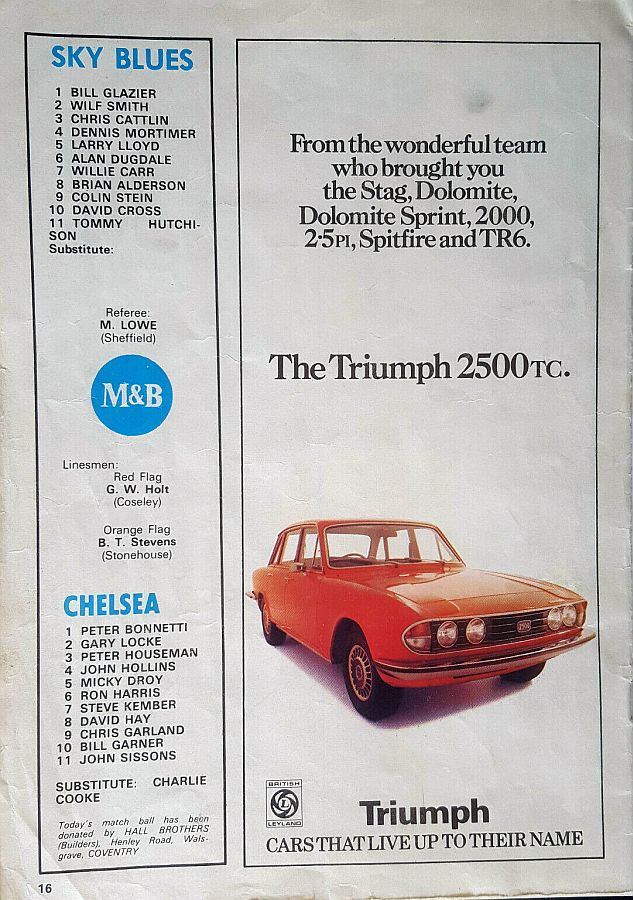 SKY BLUES
1 BILL GLAZIER
2 WILF SMITH
3 CHRIS CATTLIN
4 DENNIS MORTIMER
5 LARRY LLOYD
6 ALAN DUGDALE
7 WILLIE CARR
8 BRIAN ALDERSON
9 COLIN STEIN
10 DAVID CROSS
11 TOMMY HUTCHI-
SON
Substitute:
Referee:
M. LOWE
(Sheffield)
M&B
Linesmen:
Red Flag
G. W. Holt
(Coseley)
Orange Flag
B. T. Stevens
(Stonehouse)
CHELSEA
1 PETER BONNETTI
2 GARY LOCKE
3 PETER HOUSEMAN
4 JOHN HOLLINS
5 MICKY DROY
6 RON HARRIS
7 STEVE KEMBER
8 DAVID HAY
9 CHRIS GARLAND
10 BILL GARNER
11 JOHN SISSONS
SUBSTITUTE: CHARLIE
COOKE
Today's match ball has been
donated by HALL BROTHERS
(Builders), Henley Road, Wals-
grave, COVENTRY
16
From the wonderful team
who brought you
the Stag, Dolomite,
Dolomite Sprint, 2000,
2·5PI, Spitfire and TR6.
The Triumph 2500TC.
BRITISH
L
LEYLAND
Triumph
CARS THAT LIVE UP TO THEIR NAME